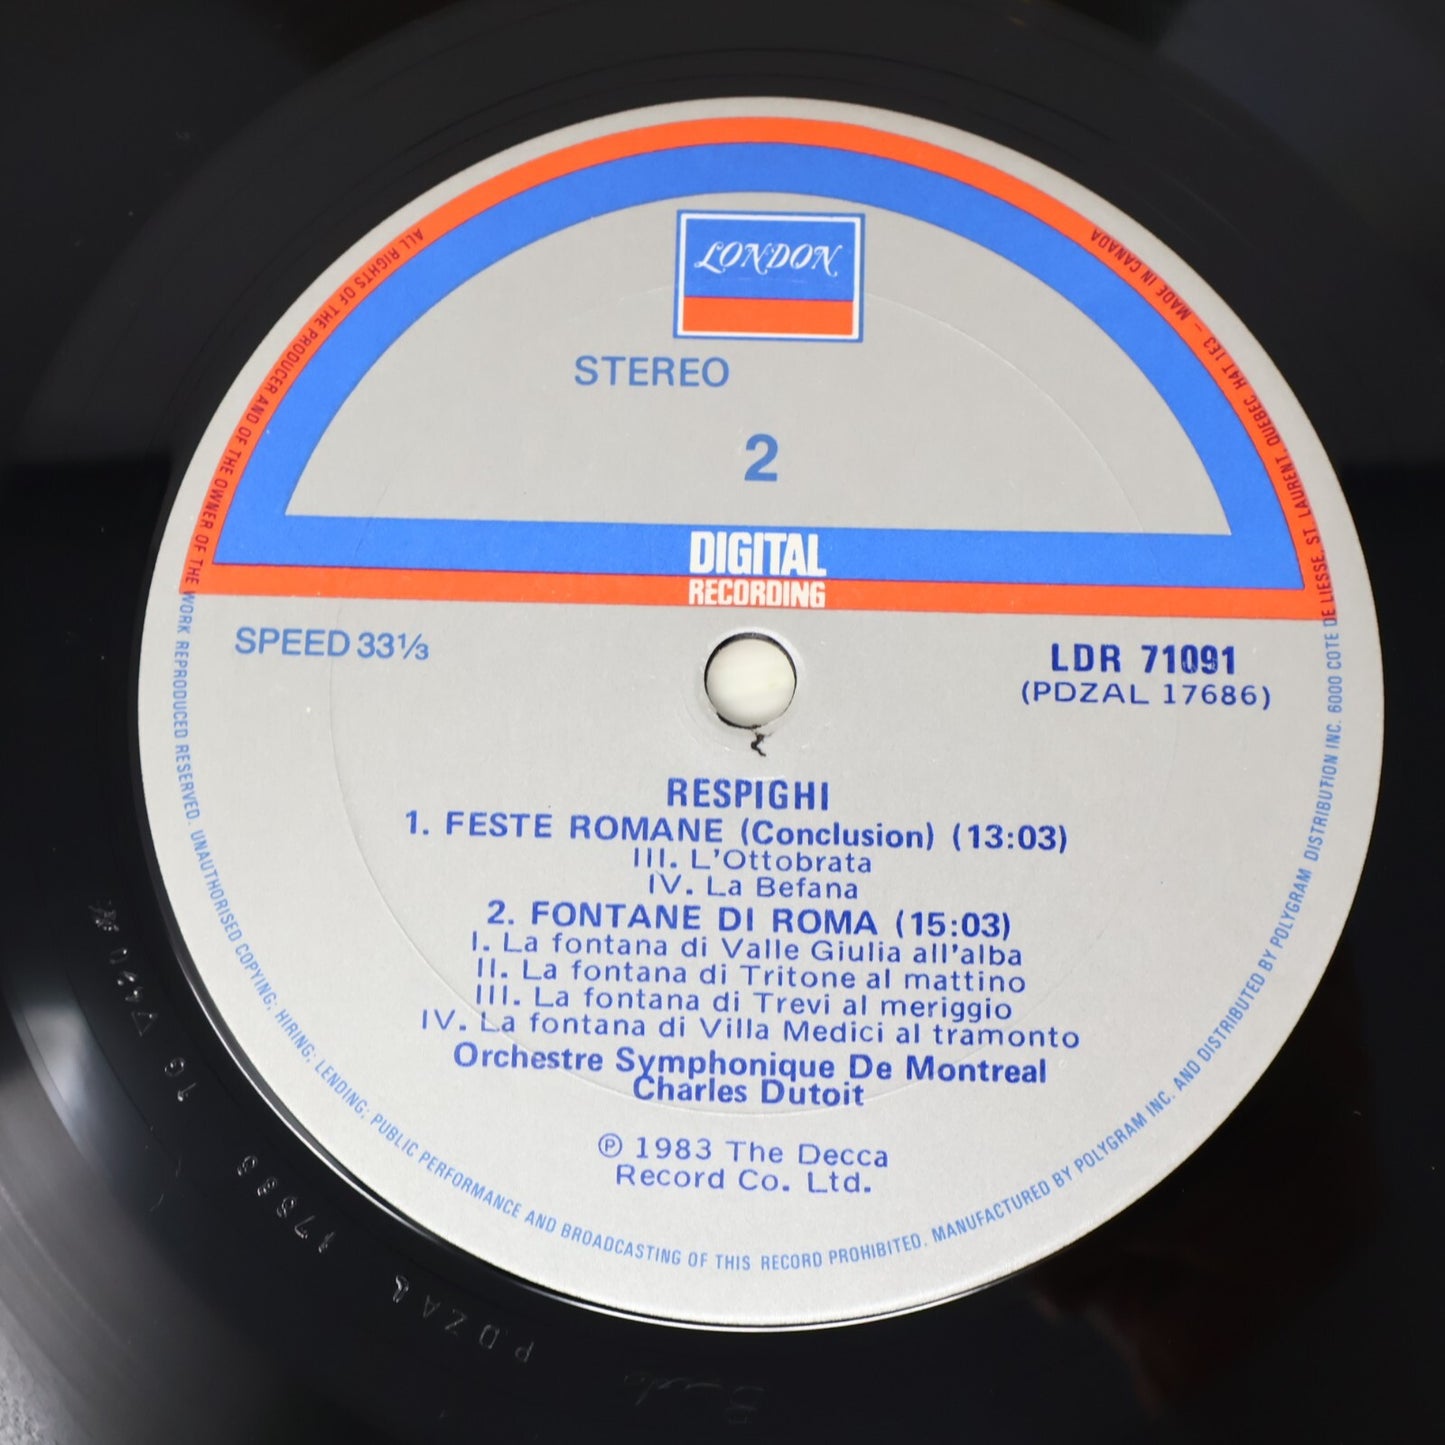 LONDON
STEREO
2
DIGITAL
RECORDING
SPEED 33⅓
LDR 71091
(PDZAL 17686)
RESPIGHI
1. FESTE ROMANE (Conclusion) (13:03)
III. L'Ottobrata
IV. La Befana
2. FONTANE DI ROMA (15:03)
I. La fontana di Valle Giulia all'alba
II. La fontana di Tritone al mattino
III. La fontana di Trevi al meriggio
IV. La fontana di Villa Medici al tramonto
Orchestre Symphonique De Montreal
Charles Dutoit
℗ 1983 The Decca
Record Co. Ltd.
ALL RIGHTS OF THE PRODUCER AND OF THE OWNER OF THE WORK REPRODUCED RESERVED. UNAUTHORISED COPYING; HIRING; LENDING; PUBLIC PERFORMANCE AND BROADCASTING OF THIS RECORD PROHIBITED. MANUFACTURED BY POLYGRAM INC. AND DISTRIBUTED BY POLYGRAM DISTRIBUTION INC. 6000 COTE DE LIESSE, ST. LAURENT, QUEBEC H4T 1E3 – MADE IN CANADA
PDZAL